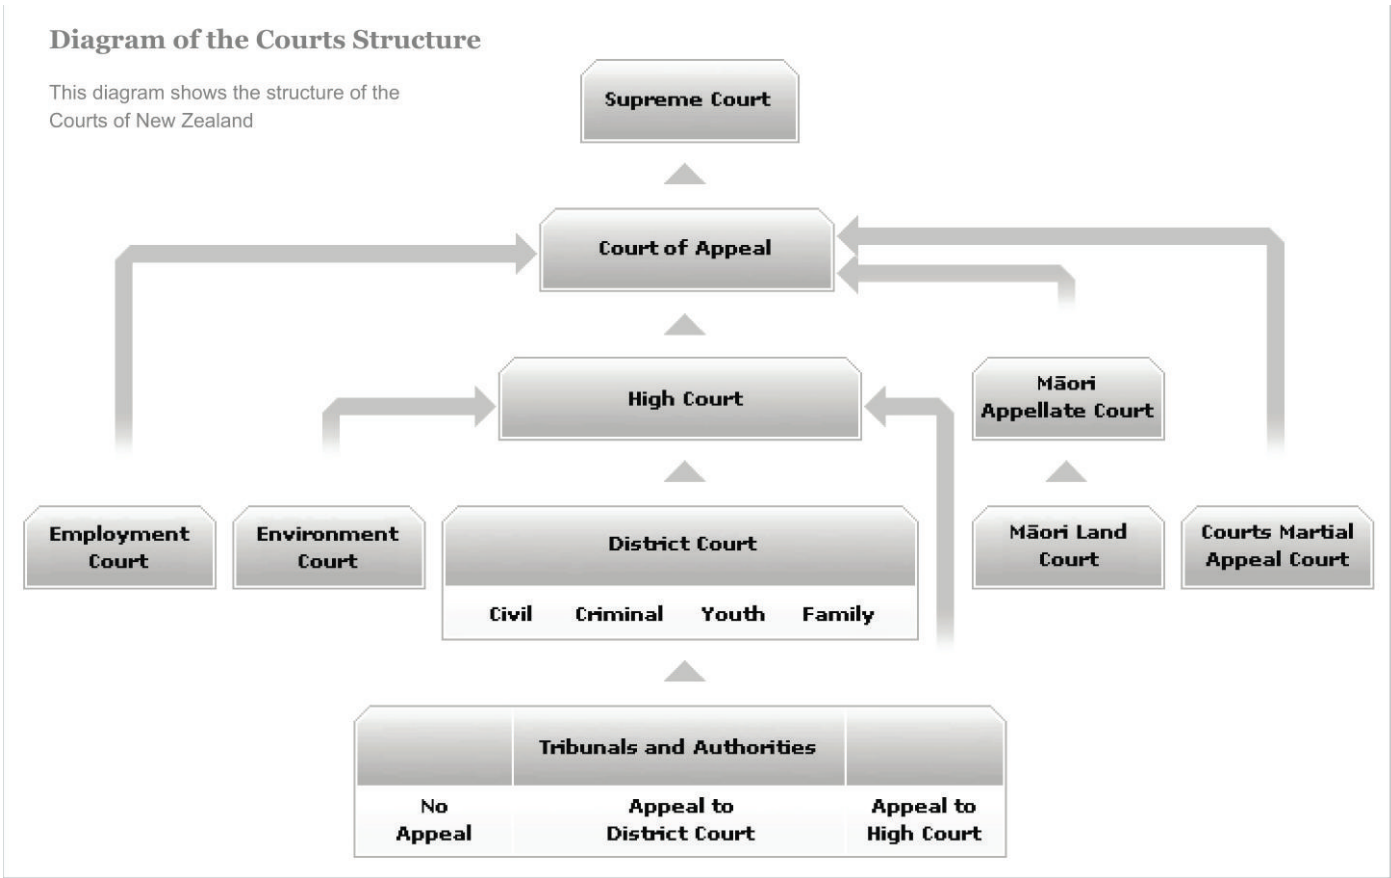 Diagram of the Courts Structure
This diagram shows the structure of the
Courts of New Zealand
Supreme Court
Court of Appeal
High Court
Māori
Appellate Court
Employment
Court
Environment
Court
District Court
Civil Criminal Youth Family
Māori Land
Court
Courts Martial
Appeal Court
Tribunals and Authorities
No
Appeal
Appeal to
District Court
Appeal to
High Court